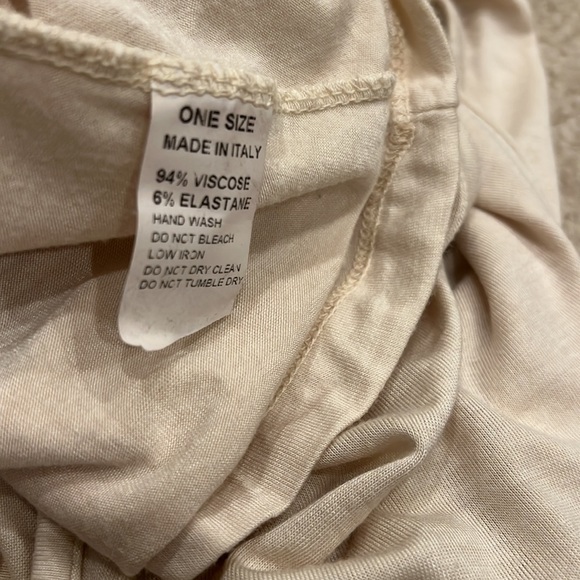 ONE SIZE
MADE IN ITALY
94% VISCOSE
6% ELASTANE
HAND WASH
DO NOT BLEACH
LOW IRON
DO NOT DRY CLEAN
DO NOT TUMBLE DRY